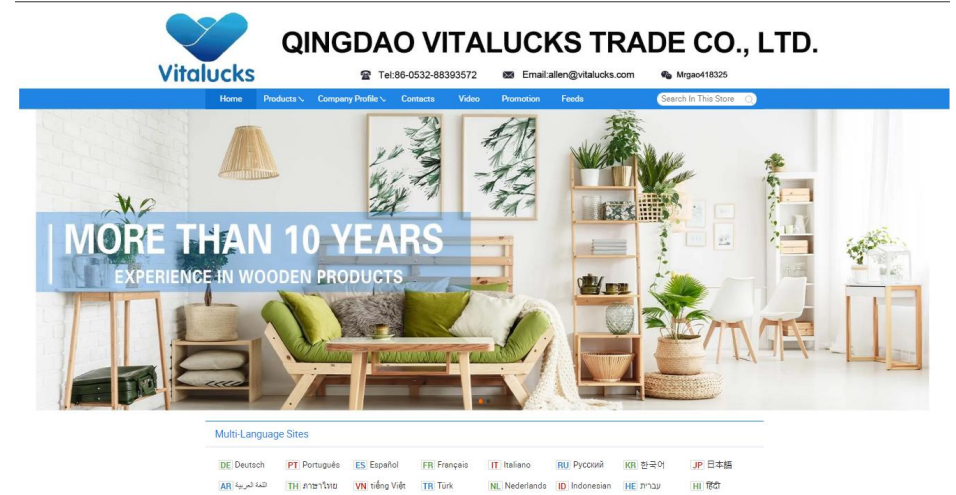 Vitalucks
QINGDAO VITALUCKS TRADE CO., LTD.
Tel:86-0532-88393572 Email:allen@vitalucks.com Mrgao418325
Home Products Company Profile Contacts Video Promotion Feeds Search In This Store
MORE THAN 10 YEARS
EXPERIENCE IN WOODEN PRODUCTS
Multi-Language Sites
DE Deutsch PT Português ES Español FR Français IT Italiano RU Русский KR 한국어 JP 日本語
AR اللغة العربية TH ภาษาไทย VN tiếng Việt TR Türk NL Nederlands ID Indonesian HE עברית HI हिंदी